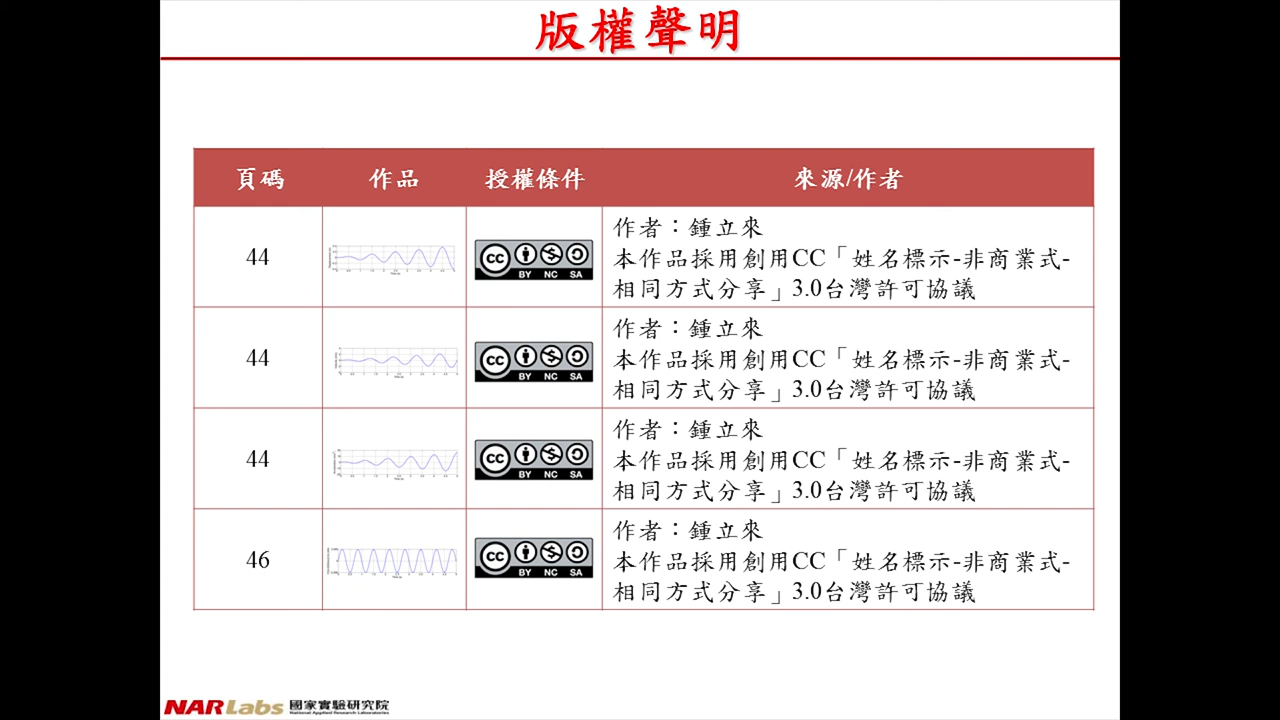 版權聲明
頁碼 作品 授權條件 來源/作者
44
CC BY NC SA
作者：鍾立來
本作品採用創用CC「姓名標示-非商業式-
相同方式分享」3.0台灣許可協議
44
CC BY NC SA
作者：鍾立來
本作品採用創用CC「姓名標示-非商業式-
相同方式分享」3.0台灣許可協議
44
CC BY NC SA
作者：鍾立來
本作品採用創用CC「姓名標示-非商業式-
相同方式分享」3.0台灣許可協議
46
CC BY NC SA
作者：鍾立來
本作品採用創用CC「姓名標示-非商業式-
相同方式分享」3.0台灣許可協議
NARLabs 國家實驗研究院
National Applied Research Laboratories